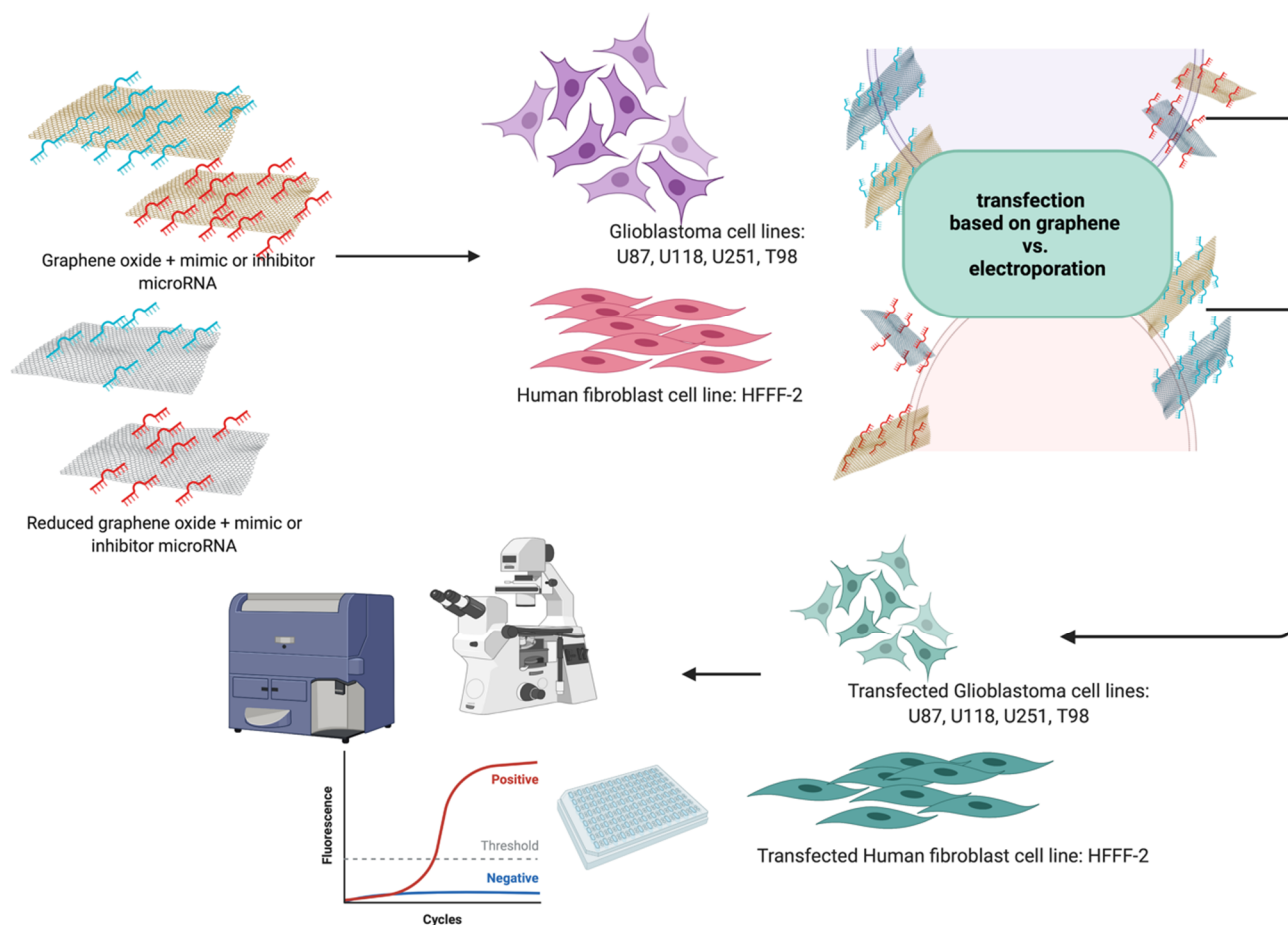 Graphene oxide + mimic or inhibitor
microRNA
Reduced graphene oxide + mimic or
inhibitor microRNA
Glioblastoma cell lines:
U87, U118, U251, T98
Human fibroblast cell line: HFFF-2
transfection
based on graphene
vs.
electroporation
Transfected Glioblastoma cell lines:
U87, U118, U251, T98
Transfected Human fibroblast cell line: HFFF-2
Fluorescence
Positive
Threshold
Negative
Cycles